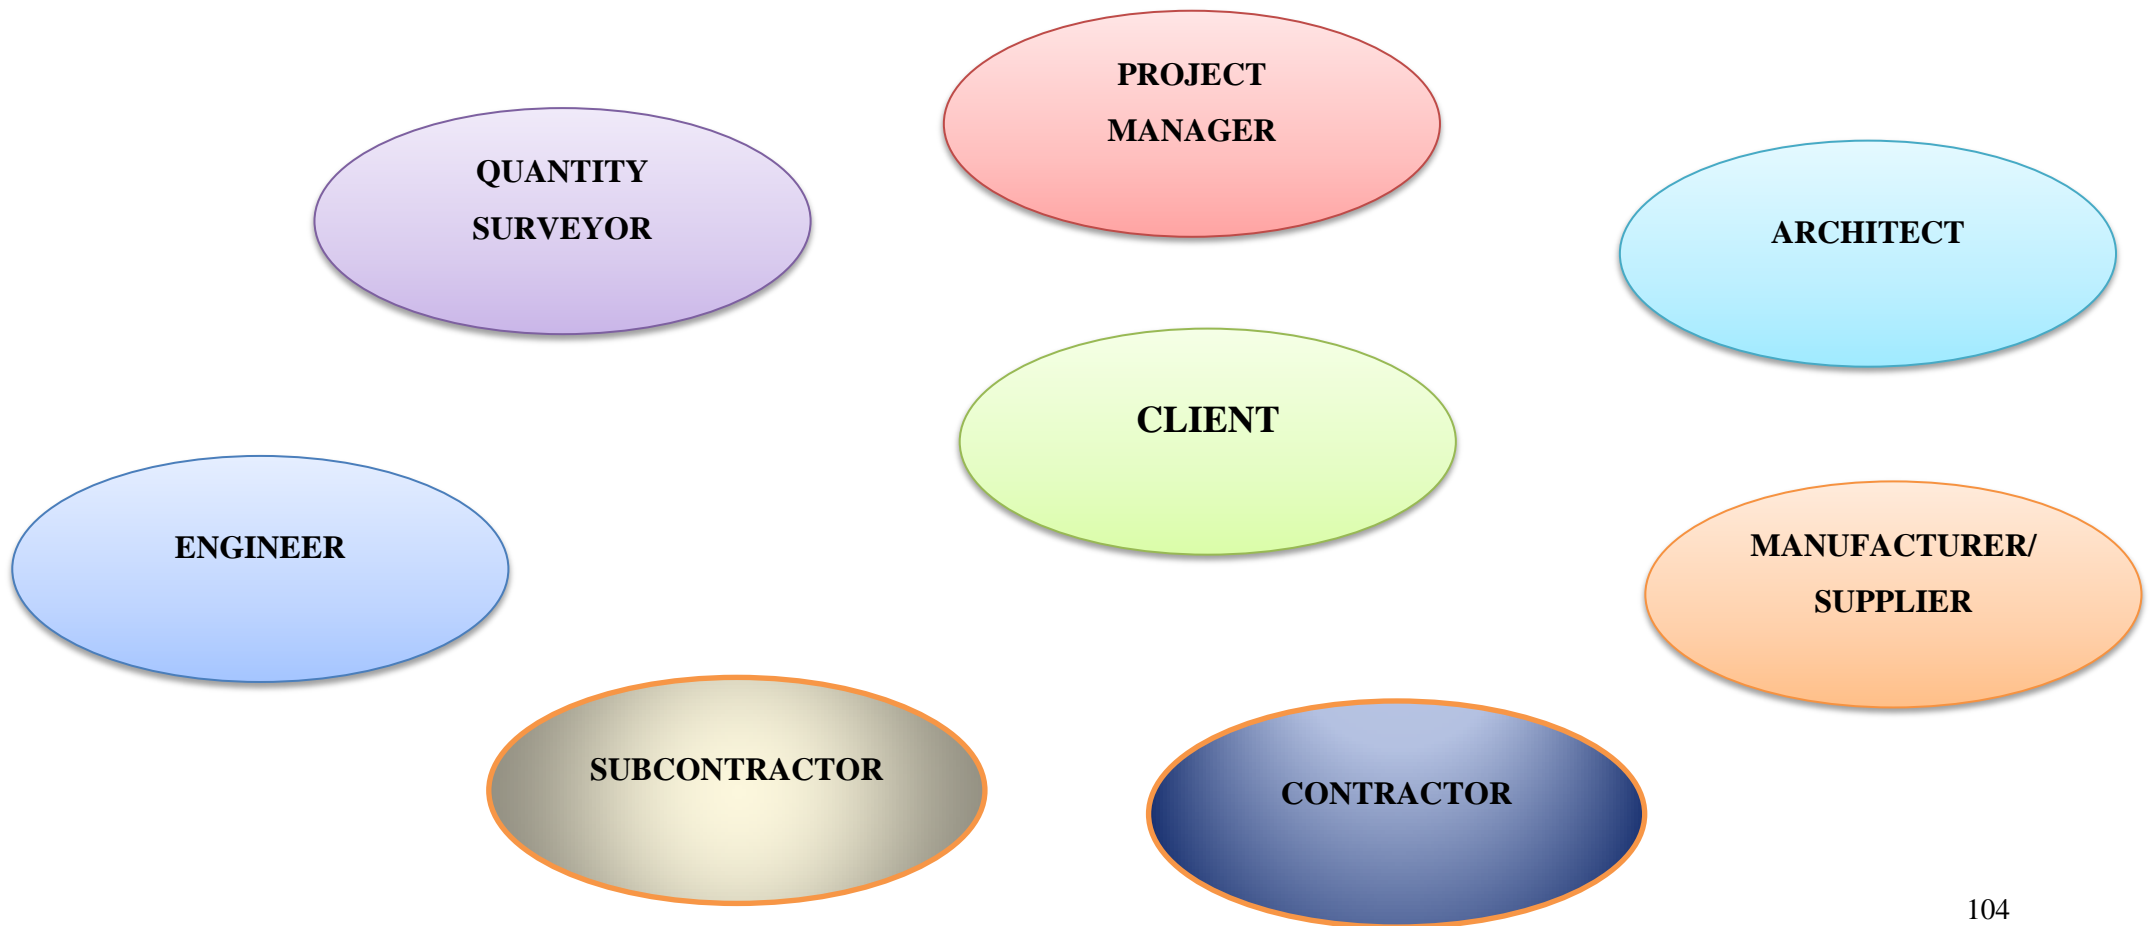 PROJECT
MANAGER
QUANTITY
SURVEYOR
ARCHITECT
CLIENT
ENGINEER
MANUFACTURER/
SUPPLIER
SUBCONTRACTOR
CONTRACTOR
104